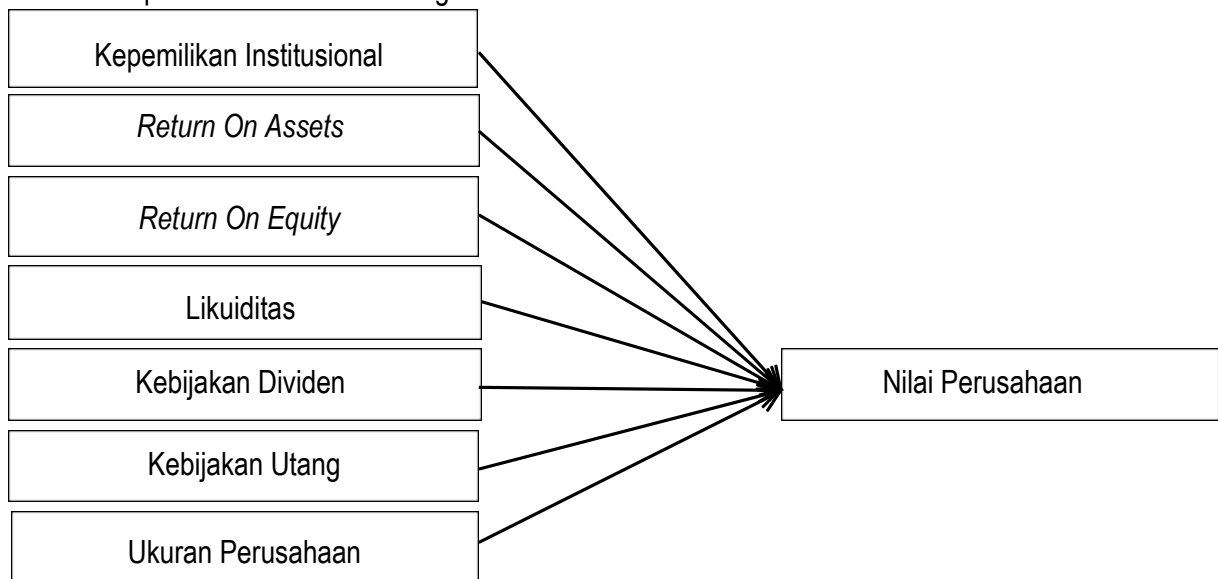 Kepemilikan Institusional
Return On Assets
Return On Equity
Likuiditas
Kebijakan Dividen
Nilai Perusahaan
Kebijakan Utang
Ukuran Perusahaan